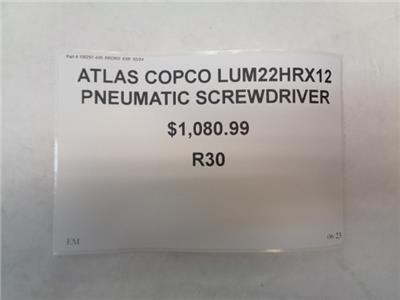 ATLAS COPCO LUM22HRX12
PNEUMATIC SCREWDRIVER
$1,080.99
R30
EM
06/23